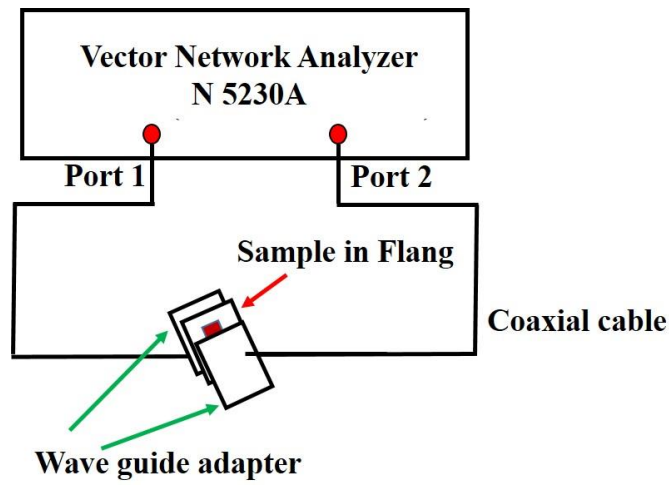 Vector Network Analyzer
N 5230A
Port 1
Port 2
Sample in Flang
Coaxial cable
Wave guide adapter